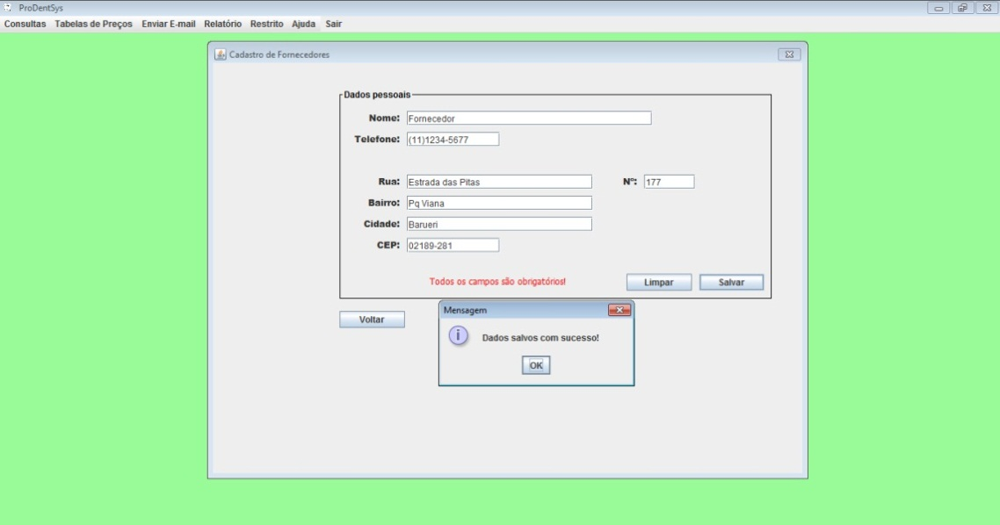 ProDentSys
Consultas Tabelas de Preços Enviar E-mail Relatório Restrito Ajuda Sair
Cadastro de Fornecedores
Dados pessoais
Nome: Fornecedor
Telefone: (11)1234-5677
Rua: Estrada das Pitas Nº: 177
Bairro: Pq Viana
Cidade: Barueri
CEP: 02189-281
Todos os campos são obrigatórios! Limpar Salvar
Voltar
Mensagem
Dados salvos com sucesso!
OK